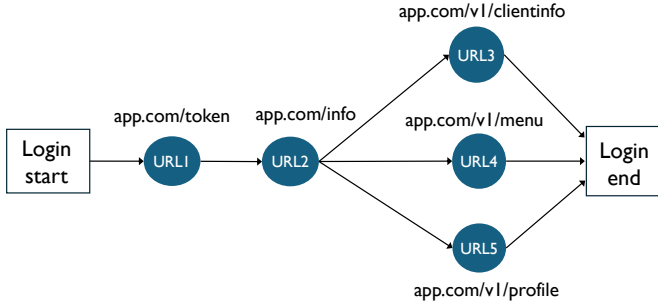 app.com/v1/clientinfo
URL3
app.com/token
app.com/info
app.com/v1/menu
Login
start
URL1
URL2
URL4
Login
end
URL5
app.com/v1/profile